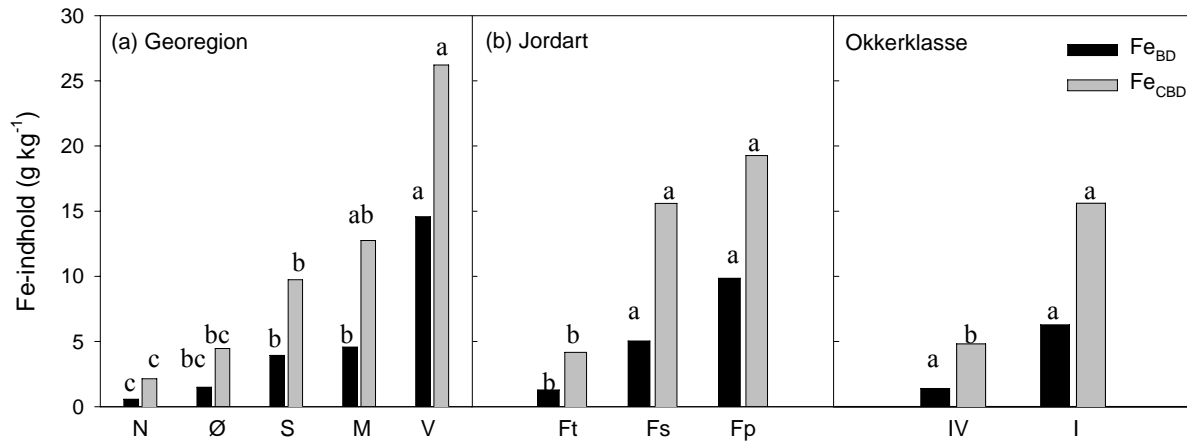 30
25
20
15
10
5
0
Fe-indhold (g kg-1)
(a) Georegion
c c bc bc b b b ab a a
N Ø S M V
(b) Jordart
b b a a a a
Ft Fs Fp
Okkerklasse
FeBD
FeCBD
a b a a
IV I